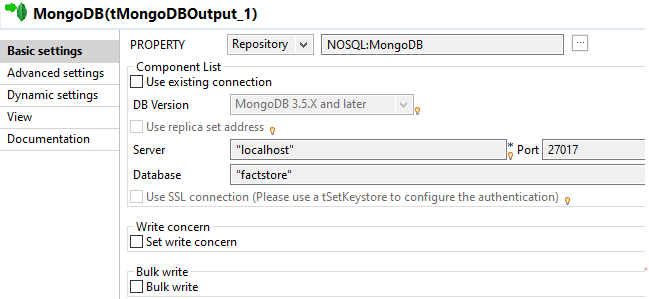 MongoDB(tMongoDBOutput_1)
Basic settings
Advanced settings
Dynamic settings
View
Documentation
PROPERTY Repository NOSQL:MongoDB ...
Component List
Use existing connection
DB Version MongoDB 3.5.X and later
Use replica set address
Server "localhost" * Port 27017
Database "factstore"
Use SSL connection (Please use a tSetKeystore to configure the authentication)
Write concern
Set write concern
Bulk write
Bulk write